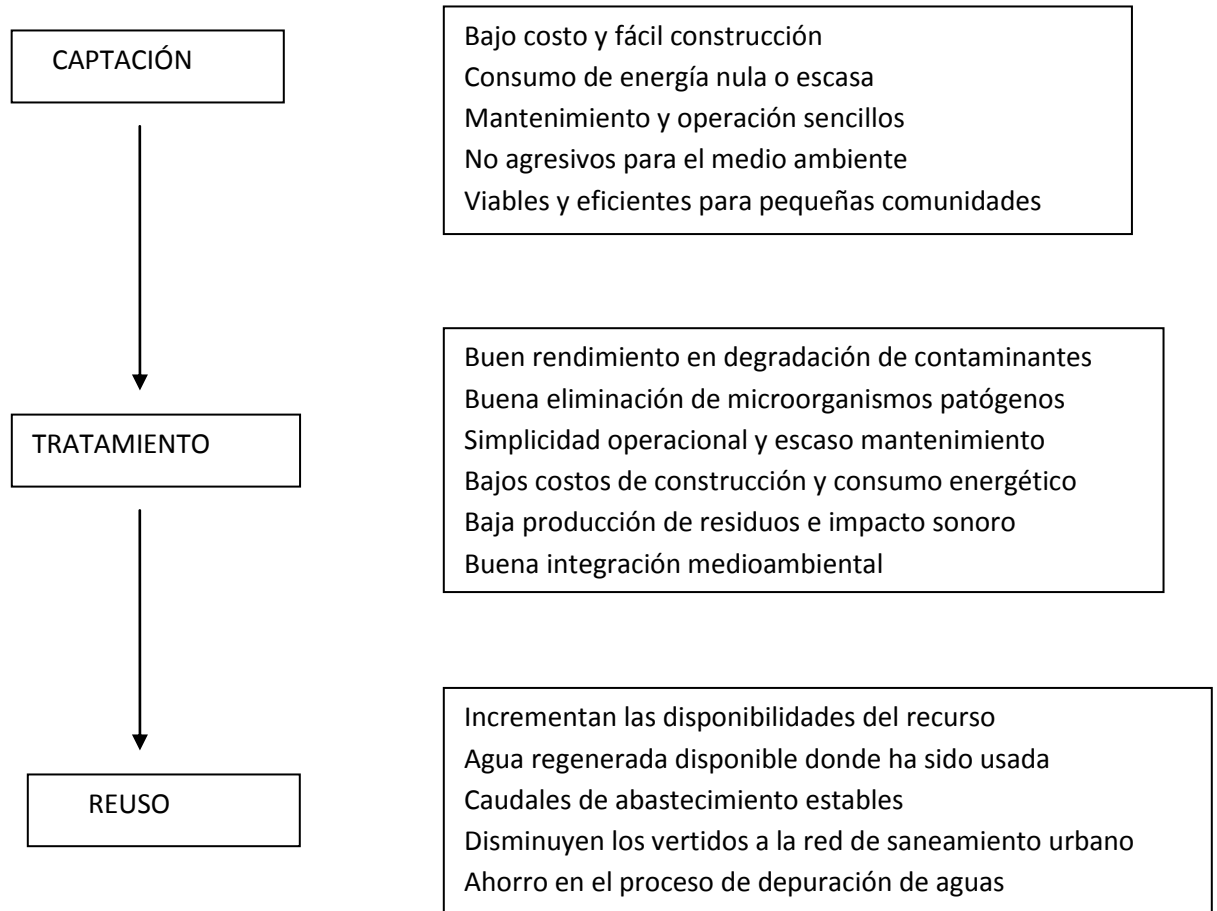 CAPTACIÓN
Bajo costo y fácil construcción
Consumo de energía nula o escasa
Mantenimiento y operación sencillos
No agresivos para el medio ambiente
Viables y eficientes para pequeñas comunidades
TRATAMIENTO
Buen rendimiento en degradación de contaminantes
Buena eliminación de microorganismos patógenos
Simplicidad operacional y escaso mantenimiento
Bajos costos de construcción y consumo energético
Baja producción de residuos e impacto sonoro
Buena integración medioambiental
REUSO
Incrementan las disponibilidades del recurso
Agua regenerada disponible donde ha sido usada
Caudales de abastecimiento estables
Disminuyen los vertidos a la red de saneamiento urbano
Ahorro en el proceso de depuración de aguas